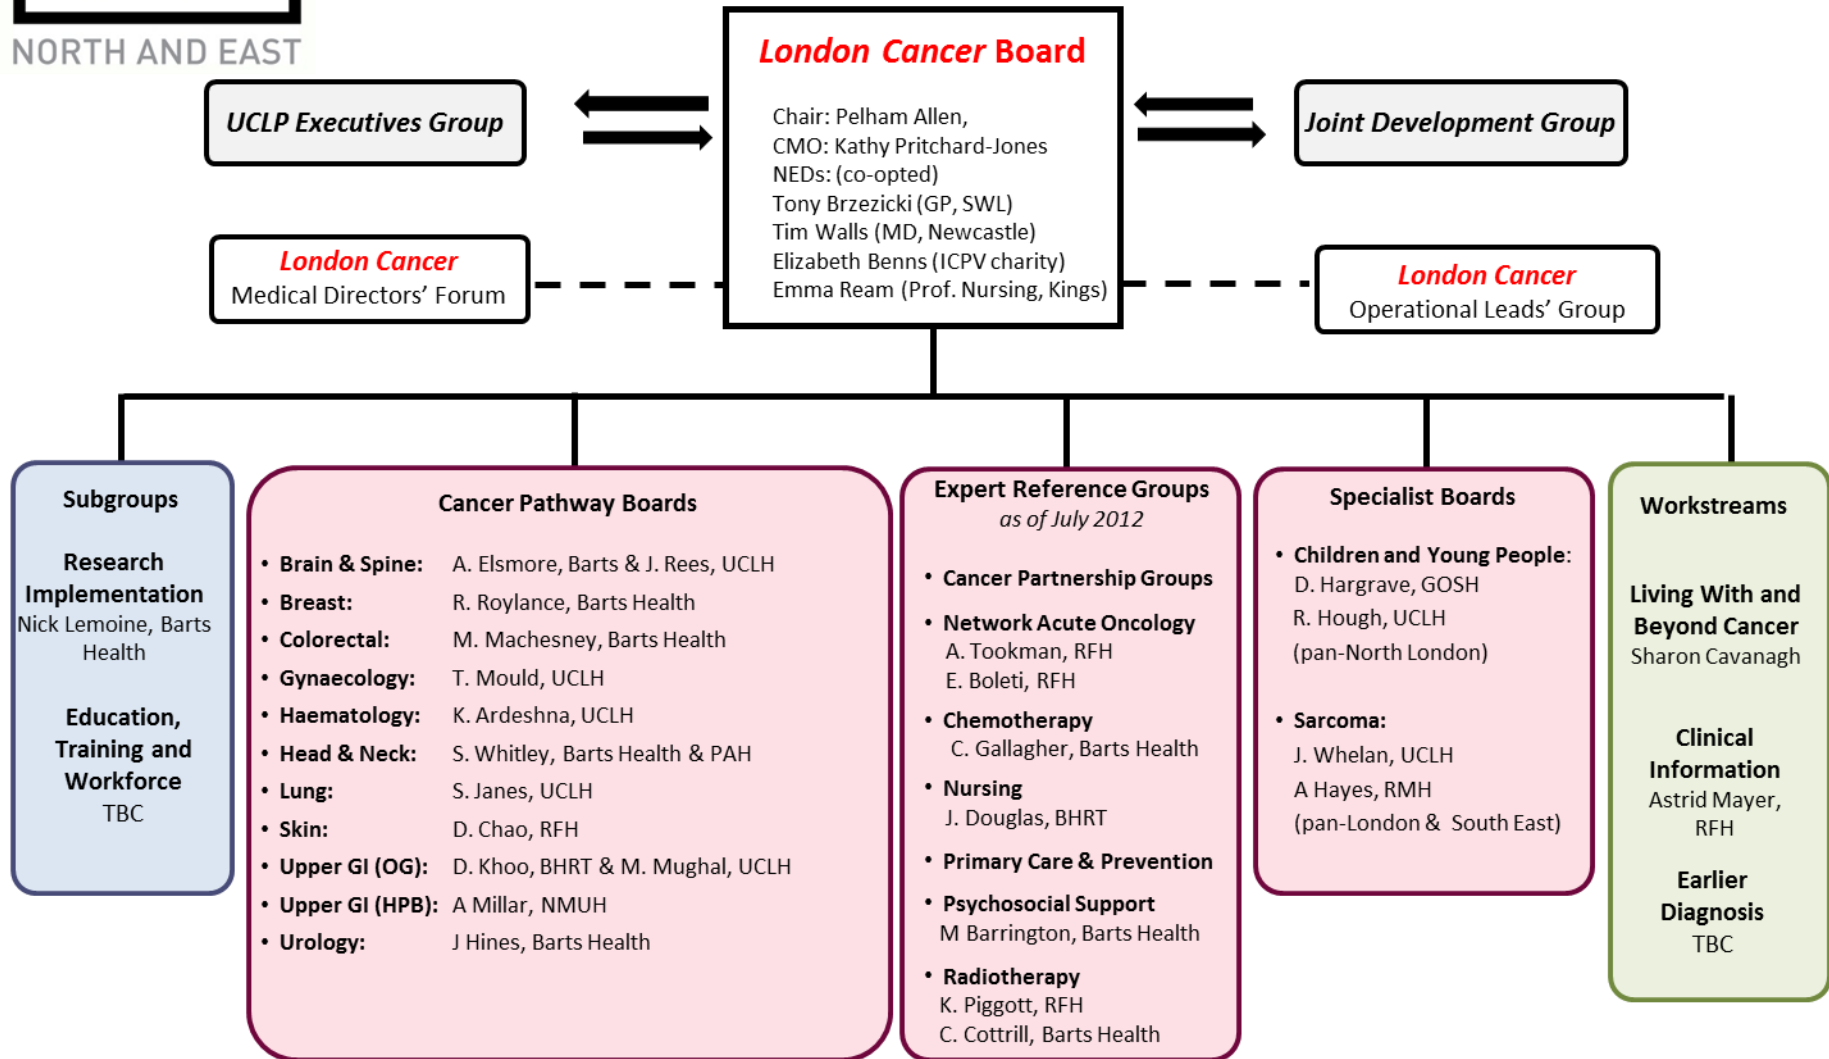 NORTH AND EAST
London Cancer Board
Chair: Pelham Allen,
CMO: Kathy Pritchard-Jones
NEDs: (co-opted)
Tony Brzezicki (GP, SWL)
Tim Walls (MD, Newcastle)
Elizabeth Benns (ICPV charity)
Emma Ream (Prof. Nursing, Kings)
UCLP Executives Group
Joint Development Group
London Cancer
Medical Directors’ Forum
London Cancer
Operational Leads’ Group
Subgroups
Research
Implementation
Nick Lemoine, Barts
Health
Education,
Training and
Workforce
TBC
Cancer Pathway Boards
• Brain & Spine: A. Elsmore, Barts & J. Rees, UCLH
• Breast: R. Roylance, Barts Health
• Colorectal: M. Machesney, Barts Health
• Gynaecology: T. Mould, UCLH
• Haematology: K. Ardeshna, UCLH
• Head & Neck: S. Whitley, Barts Health & PAH
• Lung: S. Janes, UCLH
• Skin: D. Chao, RFH
• Upper GI (OG): D. Khoo, BHRT & M. Mughal, UCLH
• Upper GI (HPB): A Millar, NMUH
• Urology: J Hines, Barts Health
Expert Reference Groups
as of July 2012
• Cancer Partnership Groups
• Network Acute Oncology
A. Tookman, RFH
E. Boleti, RFH
• Chemotherapy
C. Gallagher, Barts Health
• Nursing
J. Douglas, BHRT
• Primary Care & Prevention
• Psychosocial Support
M Barrington, Barts Health
• Radiotherapy
K. Piggott, RFH
C. Cottrill, Barts Health
Specialist Boards
• Children and Young People:
D. Hargrave, GOSH
R. Hough, UCLH
(pan-North London)
• Sarcoma:
J. Whelan, UCLH
A Hayes, RMH
(pan-London & South East)
Workstreams
Living With and
Beyond Cancer
Sharon Cavanagh
Clinical
Information
Astrid Mayer,
RFH
Earlier
Diagnosis
TBC